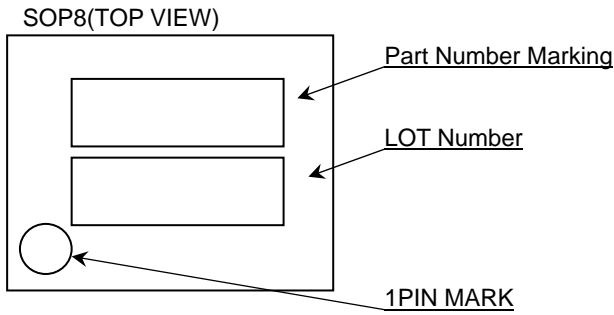 SOP8(TOP VIEW)
Part Number Marking
LOT Number
1PIN MARK